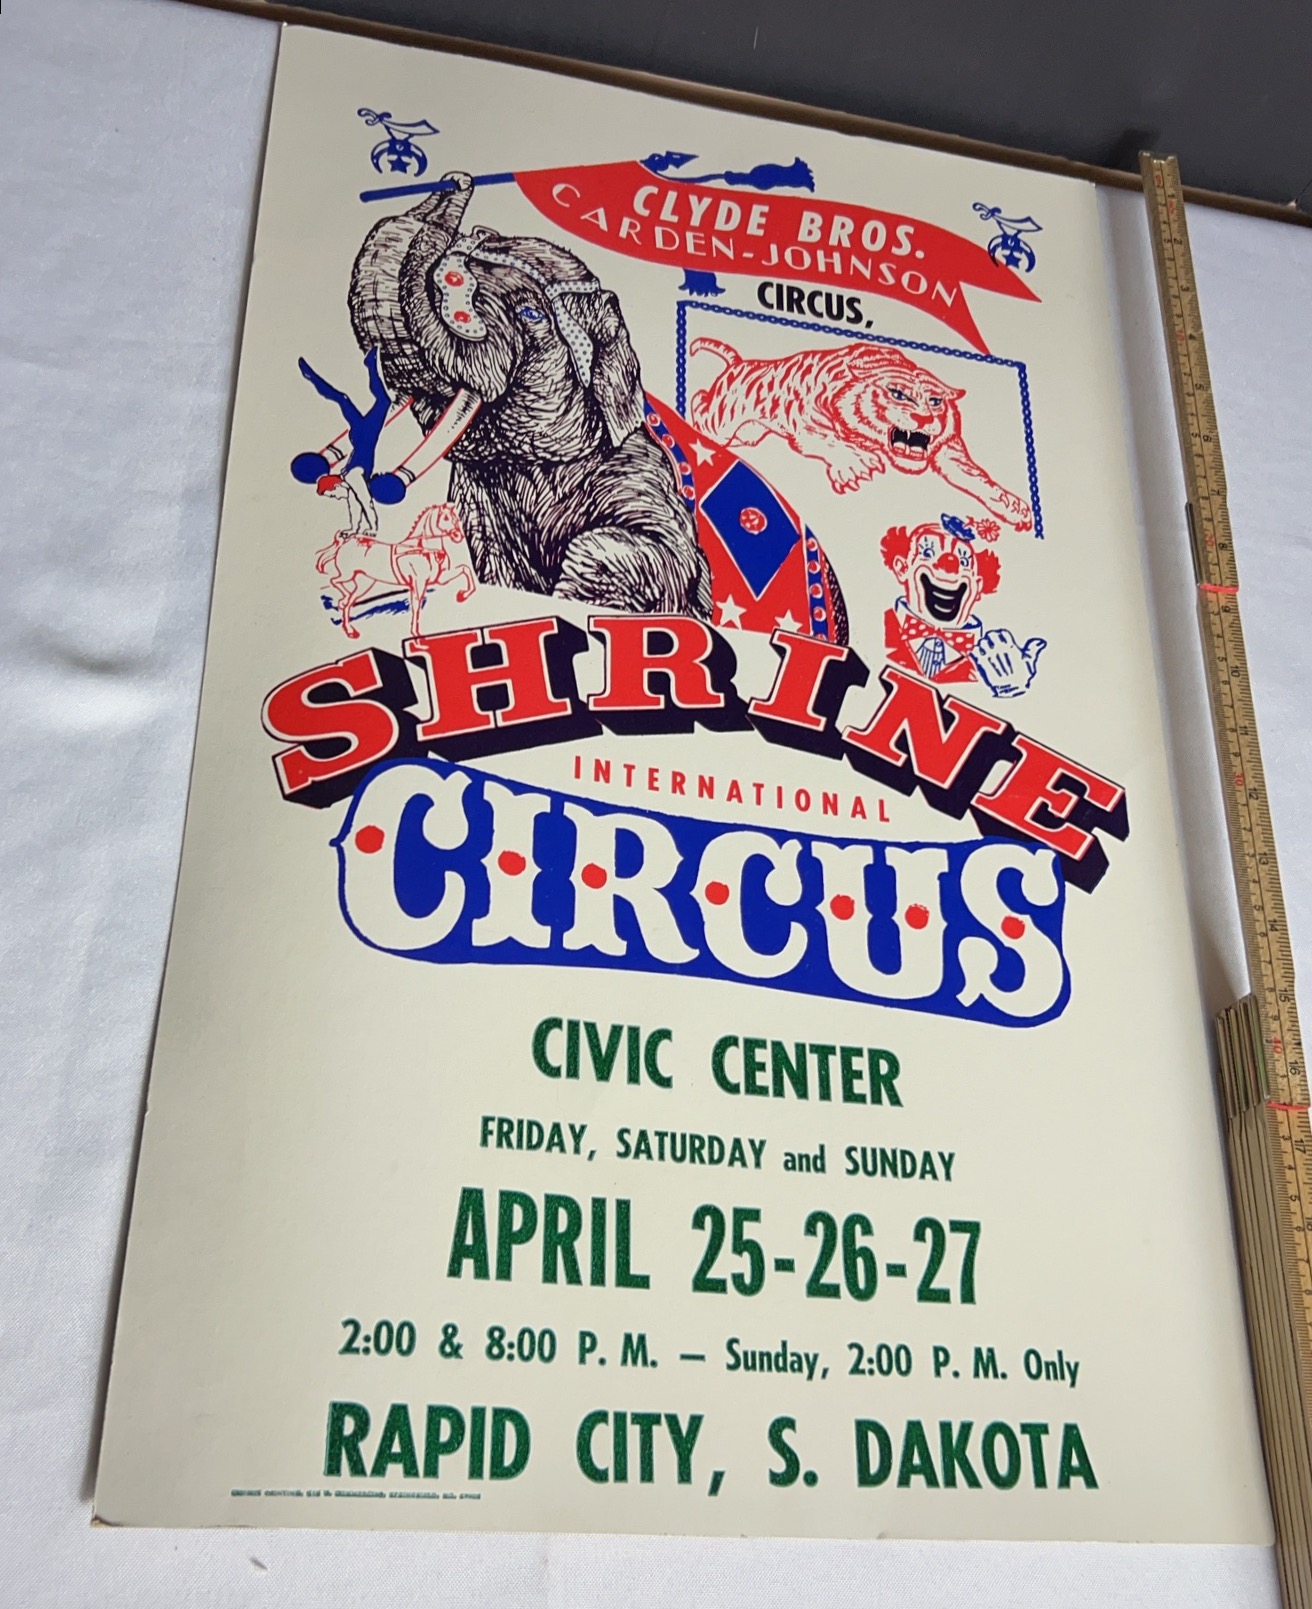 CLYDE BROS.
CARDEN-JOHNSON
CIRCUS,
SHRINE
INTERNATIONAL
CIRCUS
CIVIC CENTER
FRIDAY, SATURDAY and SUNDAY
APRIL 25-26-27
2:00 & 8:00 P. M. — Sunday, 2:00 P. M. Only
RAPID CITY, S. DAKOTA